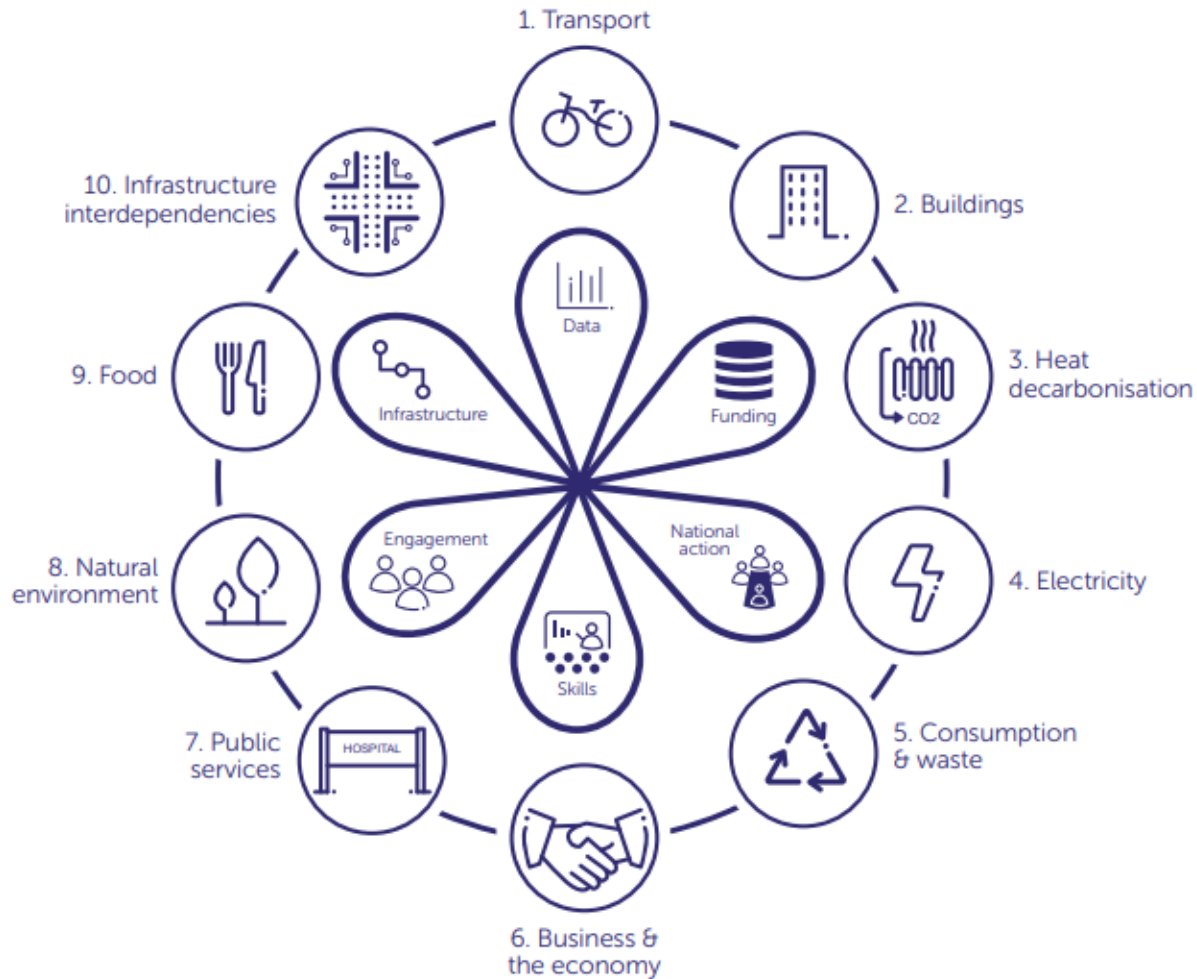 1. Transport
2. Buildings
3. Heat
decarbonisation
CO2
4. Electricity
5. Consumption
& waste
6. Business &
the economy
7. Public
services
HOSPITAL
8. Natural
environment
9. Food
10. Infrastructure
interdependencies
Data
Funding
National
action
Skills
Engagement
Infrastructure